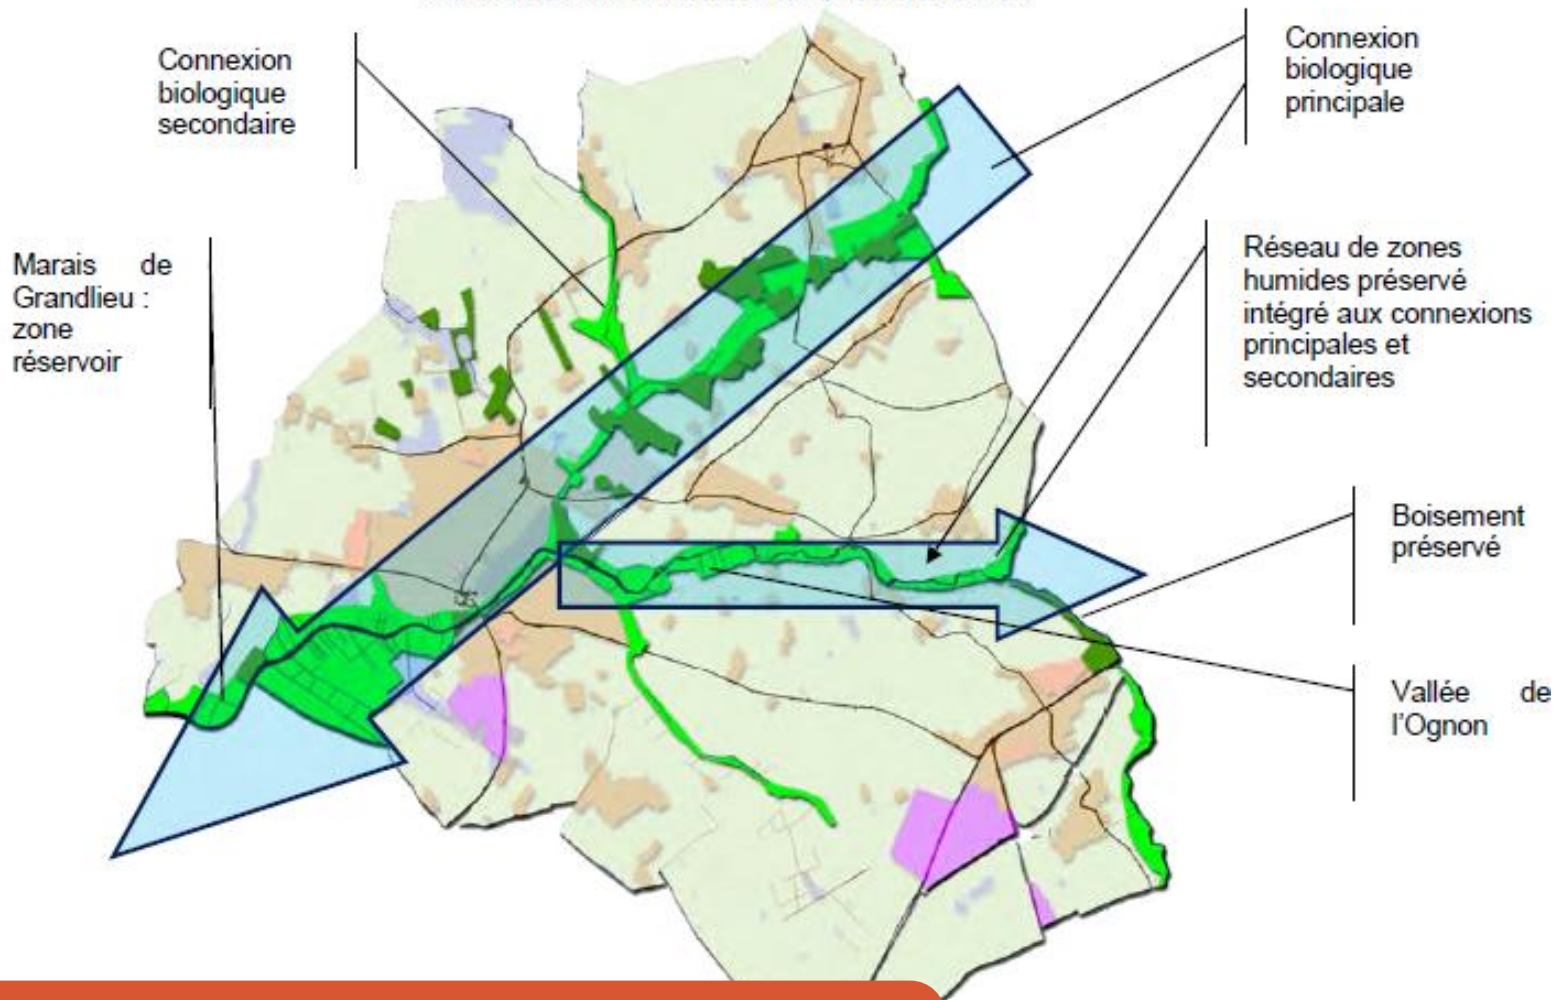 Connexion
biologique
secondaire
Connexion
biologique
principale
Marais de
Grandlieu :
zone
réservoir
Réseau de zones
humides préservé
intégré aux connexions
principales et
secondaires
Boisement
préservé
Vallée de
l'Ognon